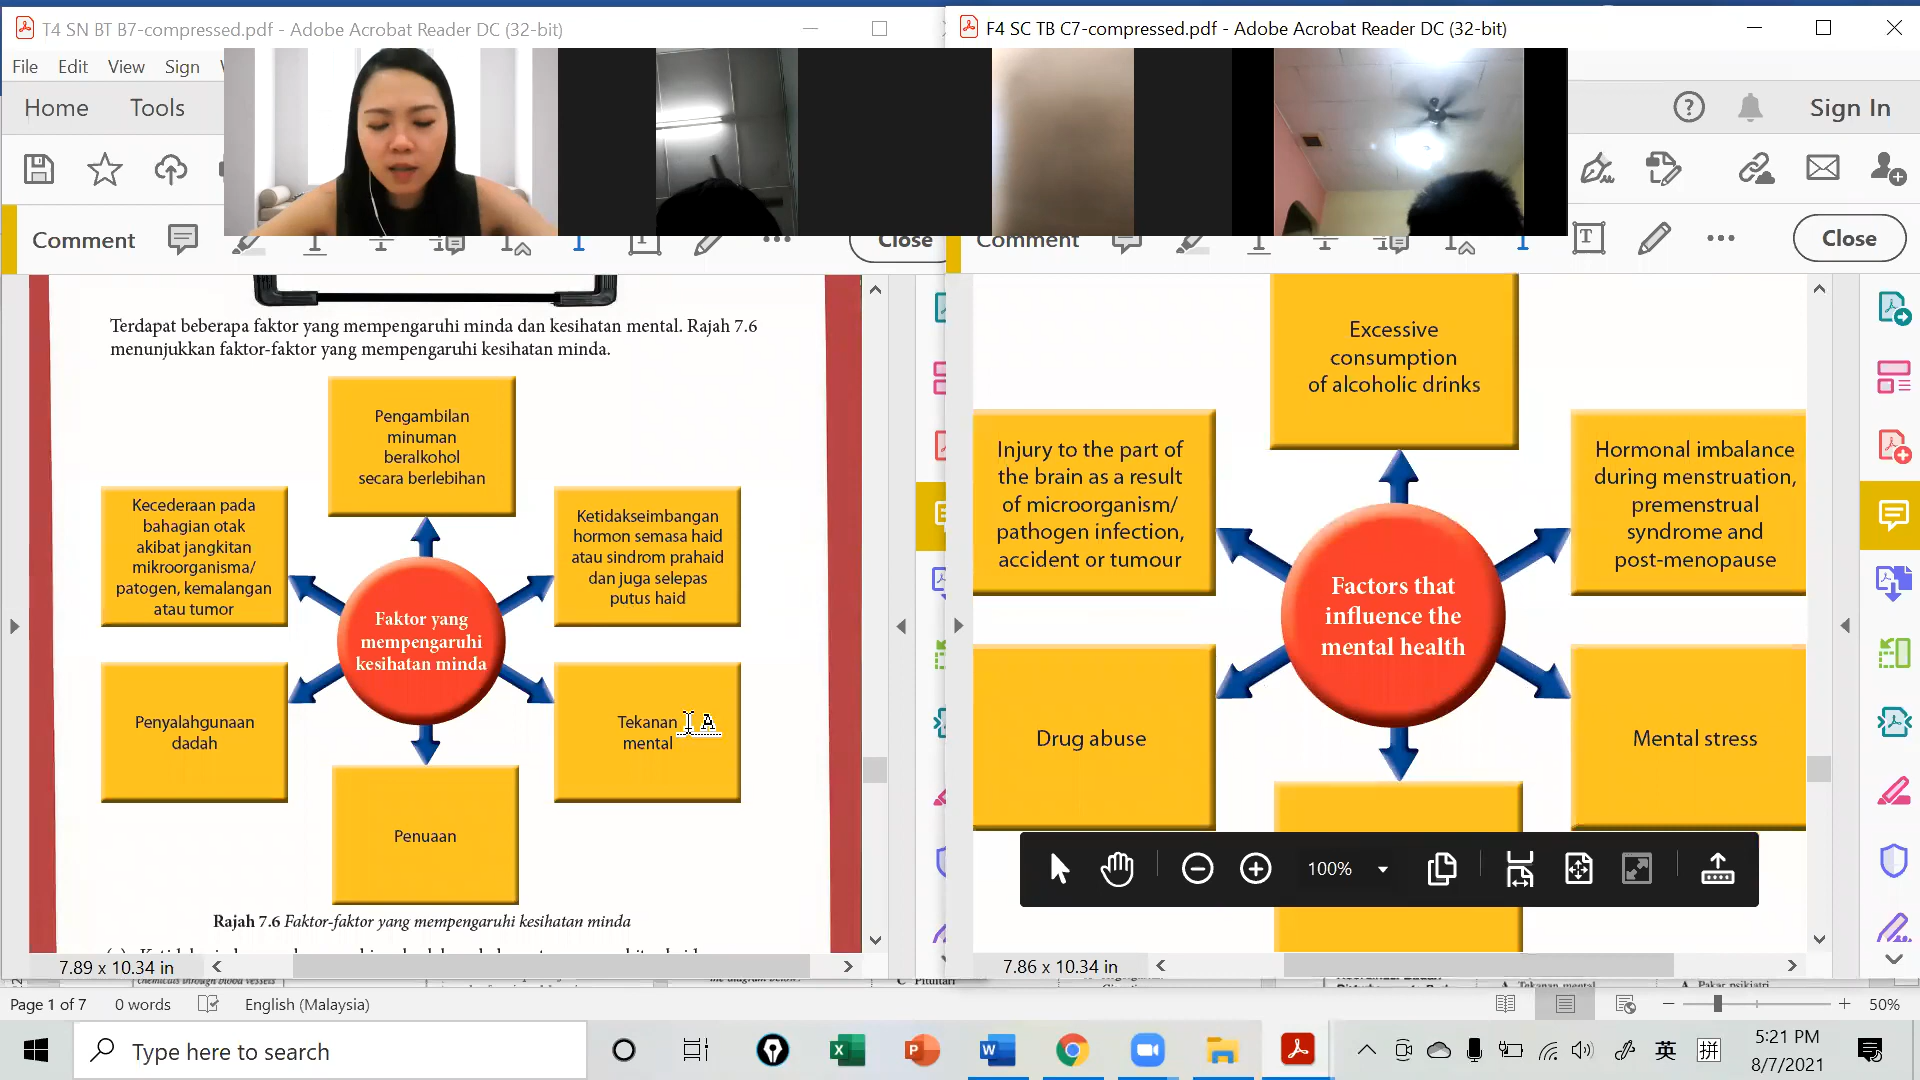 T4 SN BT B7-compressed.pdf - Adobe Acrobat Reader DC (32-bit)
F4 SC TB C7-compressed.pdf - Adobe Acrobat Reader DC (32-bit)
File Edit View Sign
Home Tools
Sign In
Comment
Close
Comment
Close
Terdapat beberapa faktor yang mempengaruhi minda dan kesihatan mental. Rajah 7.6
menunjukkan faktor-faktor yang mempengaruhi kesihatan minda.
Pengambilan
minuman
beralkohol
secara berlebihan
Kecederaan pada
bahagian otak
akibat jangkitan
mikroorganisma/
patogen, kemalangan
atau tumor
Ketidakseimbangan
hormon semasa haid
atau sindrom prahaid
dan juga selepas
putus haid
Faktor yang
mempengaruhi
kesihatan minda
Penyalahgunaan
dadah
Tekanan
mental
A
Penuaan
Rajah 7.6 Faktor-faktor yang mempengaruhi kesihatan minda
7.89 x 10.34 in
Excessive
consumption
of alcoholic drinks
Injury to the part of
the brain as a result
of microorganism/
pathogen infection,
accident or tumour
Hormonal imbalance
during menstruation,
premenstrual
syndrome and
post-menopause
Factors that
influence the
mental health
Drug abuse
Mental stress
100%
7.86 x 10.34 in
Page 1 of 7 0 words English (Malaysia)
50%
Type here to search
英 拼
5:21 PM
8/7/2021